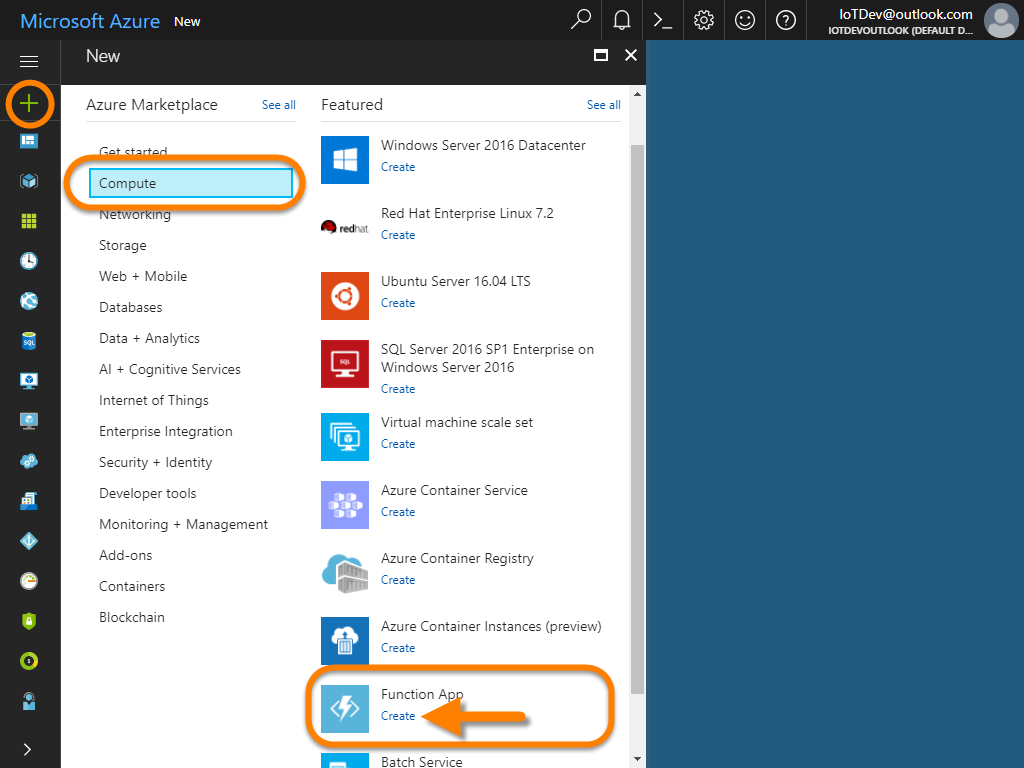 Microsoft Azure New
IoTDev@outlook.com
IOTDEVOUTLOOK (DEFAULT D...
New
Azure Marketplace
See all
Get started
Compute
Networking
Storage
Web + Mobile
Databases
Data + Analytics
AI + Cognitive Services
Internet of Things
Enterprise Integration
Security + Identity
Developer tools
Monitoring + Management
Add-ons
Containers
Blockchain
Featured
See all
Windows Server 2016 Datacenter
Create
redhat
Red Hat Enterprise Linux 7.2
Create
Ubuntu Server 16.04 LTS
Create
SQL
SQL Server 2016 SP1 Enterprise on
Windows Server 2016
Create
Virtual machine scale set
Create
Azure Container Service
Create
Azure Container Registry
Create
Azure Container Instances (preview)
Create
Function App
Create
Batch Service
SQL